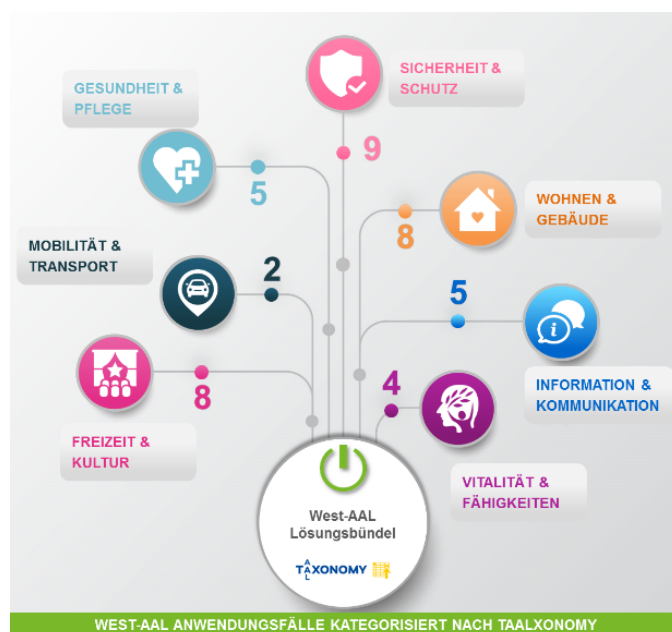 SICHERHEIT &
SCHUTZ
9
GESUNDHEIT &
PFLEGE
5
WOHNEN &
GEBÄUDE
8
MOBILITÄT &
TRANSPORT
2
INFORMATION &
KOMMUNIKATION
5
FREIZEIT &
KULTUR
8
VITALITÄT &
FÄHIGKEITEN
4
West-AAL
Lösungsbündel
TAALXONOMY
WEST-AAL ANWENDUNGSFÄLLE KATEGORISIERT NACH TAALXONOMY